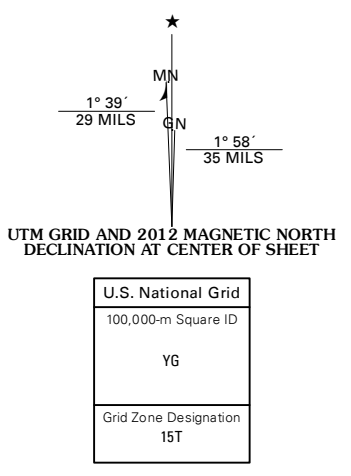 ★
MN
1° 39´
29 MILS
GN
1° 58´
35 MILS
UTM GRID AND 2012 MAGNETIC NORTH
DECLINATION AT CENTER OF SHEET
U.S. National Grid
100,000-m Square ID
YG
Grid Zone Designation
15T